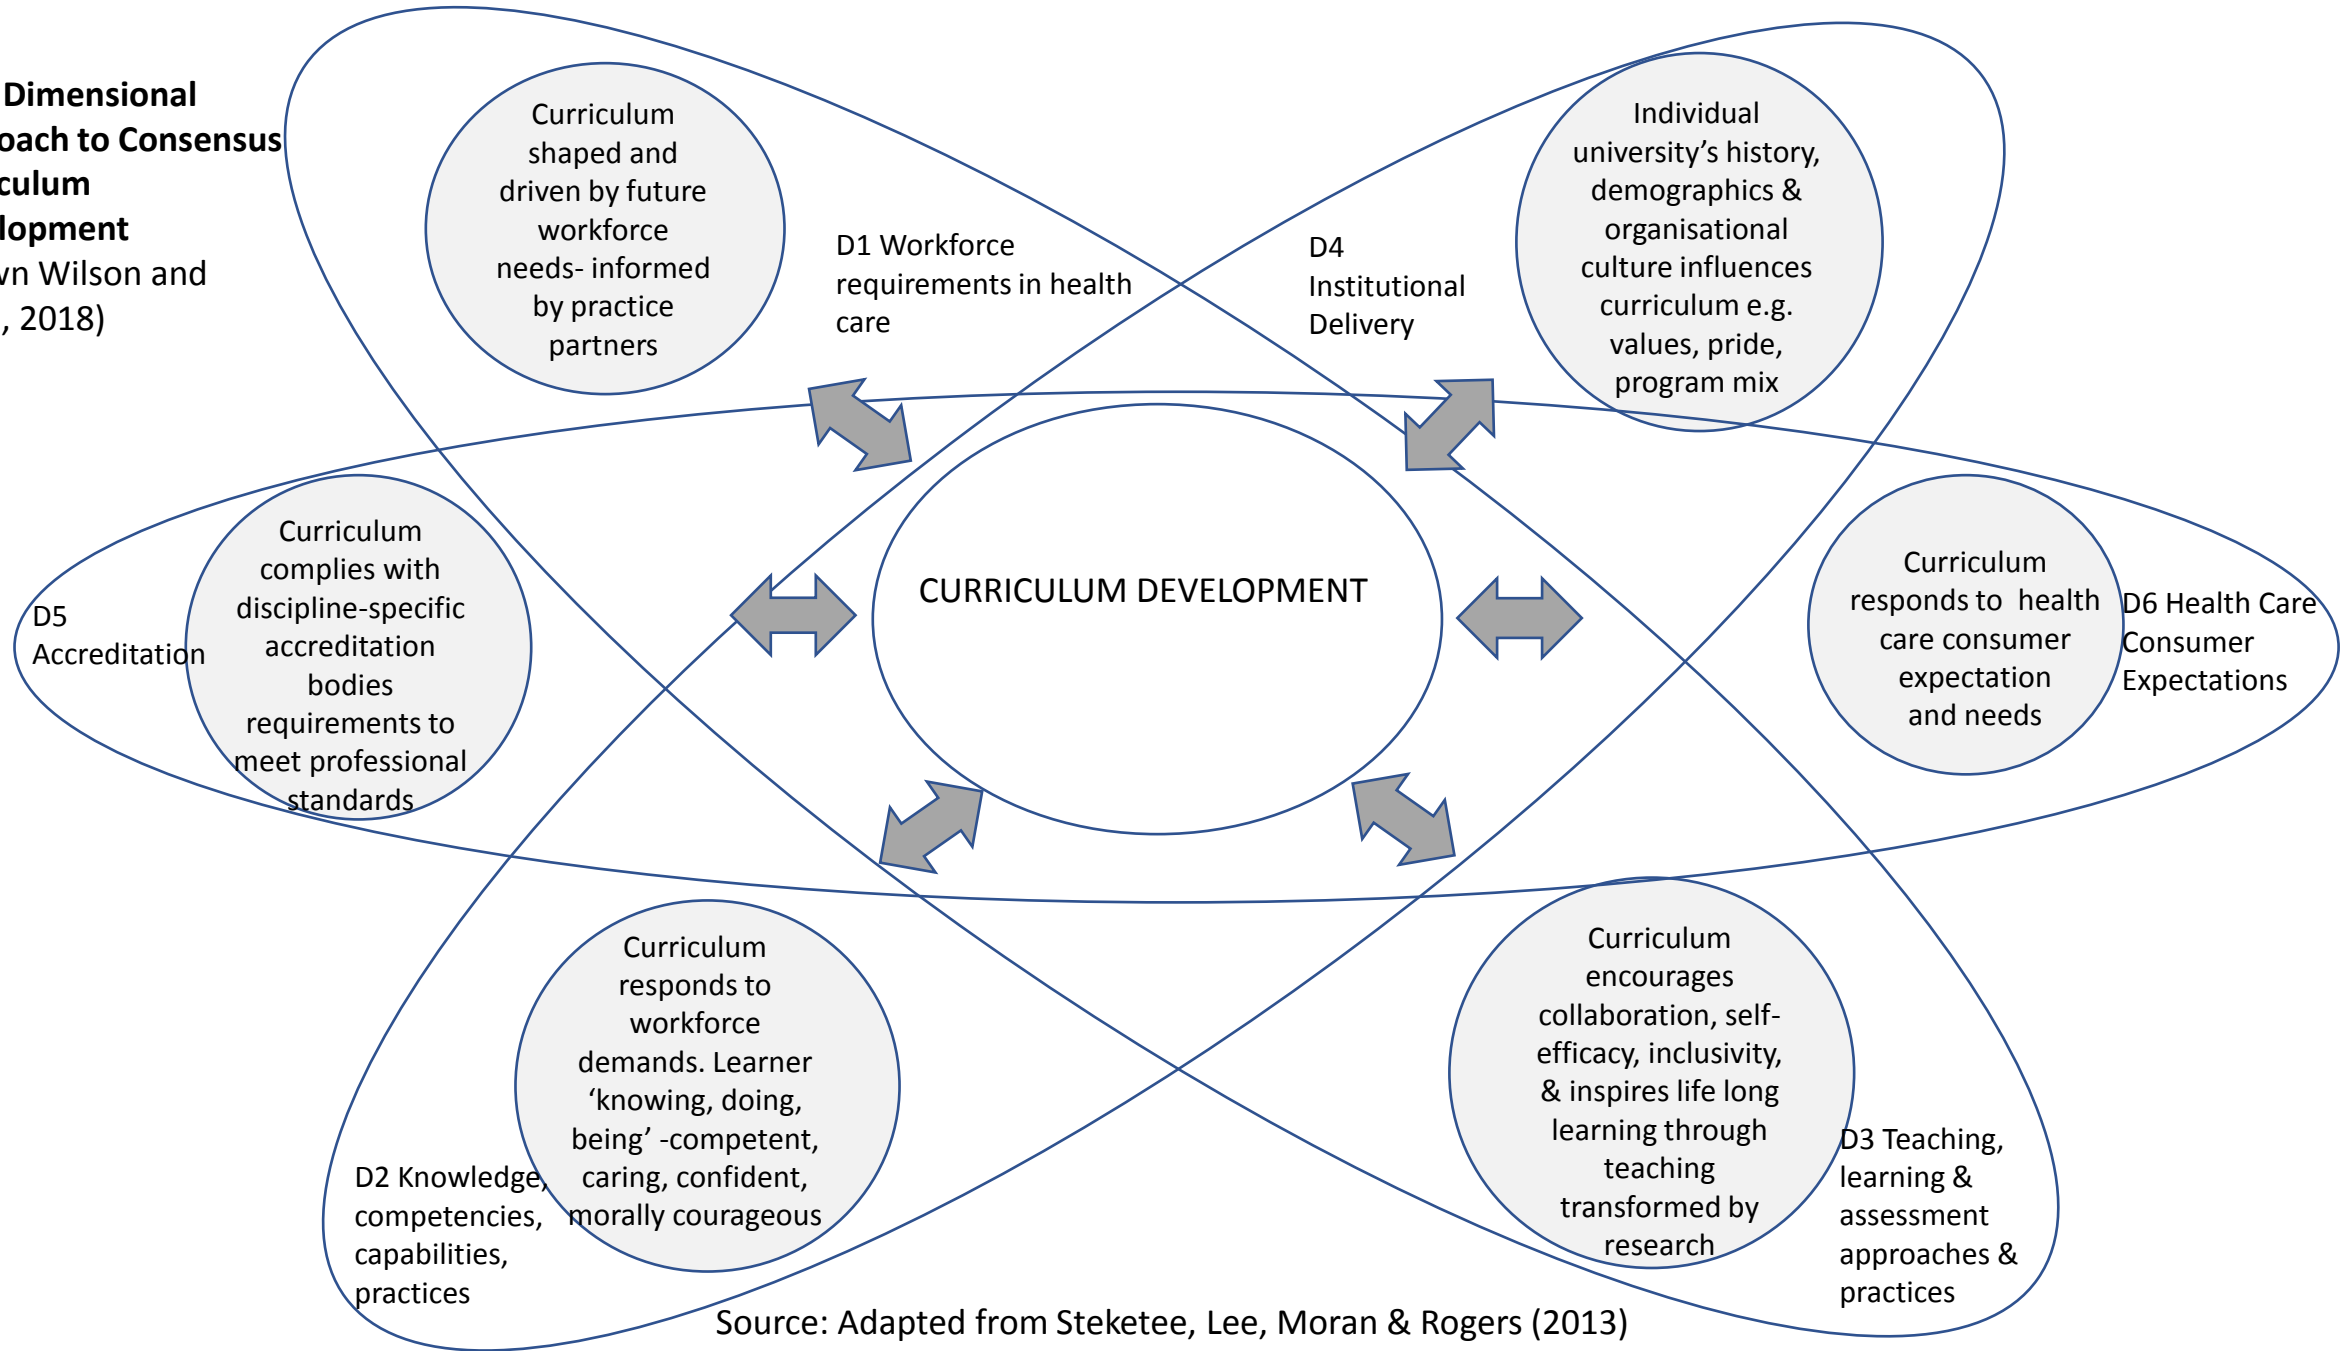 Dimensional
oach to Consensus
culum
lopment
wn Wilson and
, 2018)
Curriculum
shaped and
driven by future
workforce
needs- informed
by practice
partners
D1 Workforce
requirements in health
care
D4
Institutional
Delivery
Individual
university’s history,
demographics &
organisational
culture influences
curriculum e.g.
values, pride,
program mix
D5
Accreditation
Curriculum
complies with
discipline-specific
accreditation
bodies
requirements to
meet professional
standards
CURRICULUM DEVELOPMENT
Curriculum
responds to  health
care consumer
expectation
and needs
D6 Health Care
Consumer
Expectations
D2 Knowledge,
competencies,
capabilities,
practices
Curriculum
responds to
workforce
demands. Learner
‘knowing, doing,
being’ -competent,
caring, confident,
morally courageous
Curriculum
encourages
collaboration, self-
efficacy, inclusivity,
& inspires life long
learning through
teaching
transformed by
research
D3 Teaching,
learning &
assessment
approaches &
practices
Source: Adapted from Steketee, Lee, Moran & Rogers (2013)